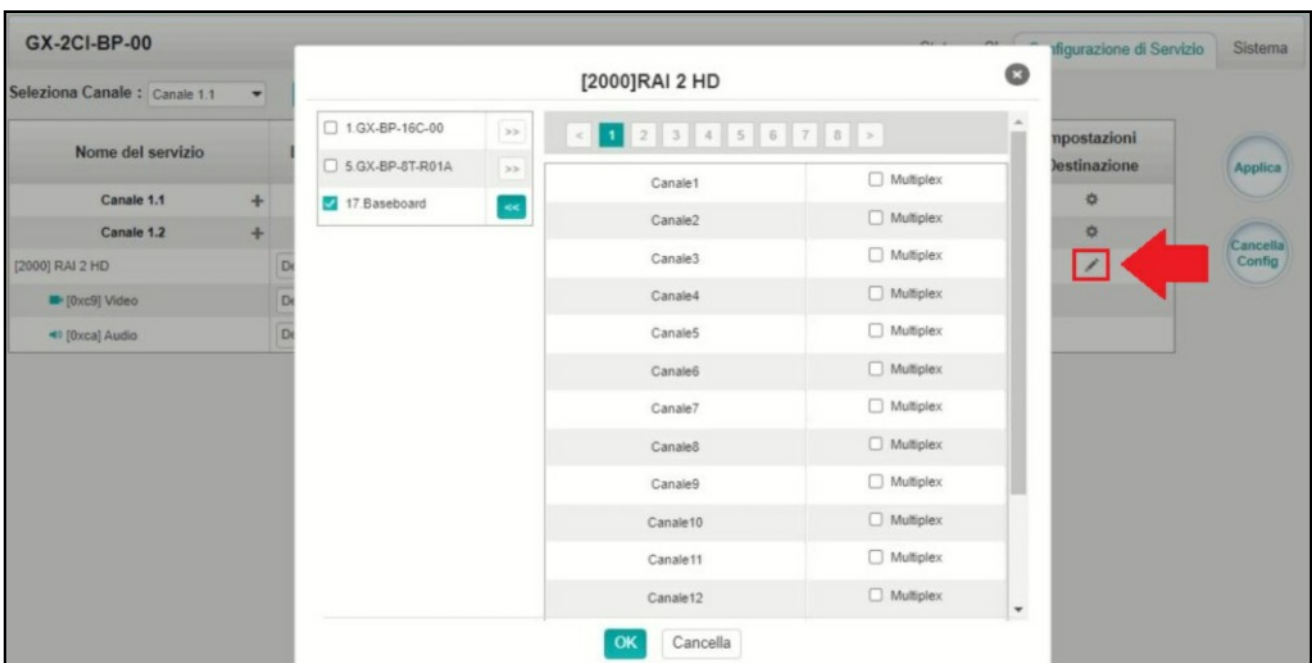 GX-2CI-BP-00
nfigurazione di Servizio Sistema
Seleziona Canale : Canale 1.1
[2000]RAI 2 HD
1.GX-BP-16C-00 >>
5.GX-BP-8T-R01A >>
17.Baseboard <<
< 1 2 3 4 5 6 7 8 >
Canale1 Multiplex
Canale2 Multiplex
Canale3 Multiplex
Canale4 Multiplex
Canale5 Multiplex
Canale6 Multiplex
Canale7 Multiplex
Canale8 Multiplex
Canale9 Multiplex
Canale10 Multiplex
Canale11 Multiplex
Canale12 Multiplex
OK Cancella
Nome del servizio
mpostazioni
Destinazione
Canale 1.1 +
Canale 1.2 +
[2000] RAI 2 HD De
[0xc9] Video De
[0xca] Audio De
Applica
Cancella
Config